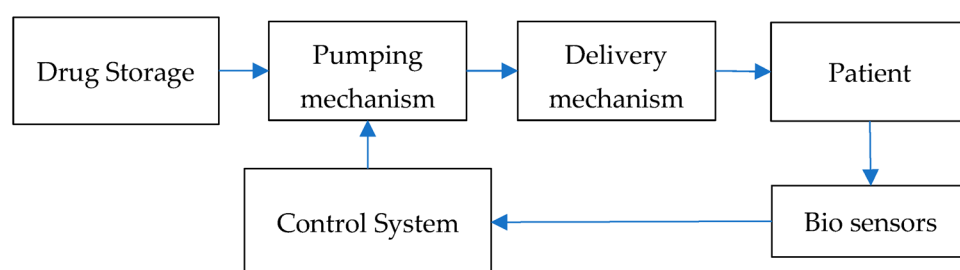 Drug Storage
Pumping
mechanism
Delivery
mechanism
Patient
Control System
Bio sensors